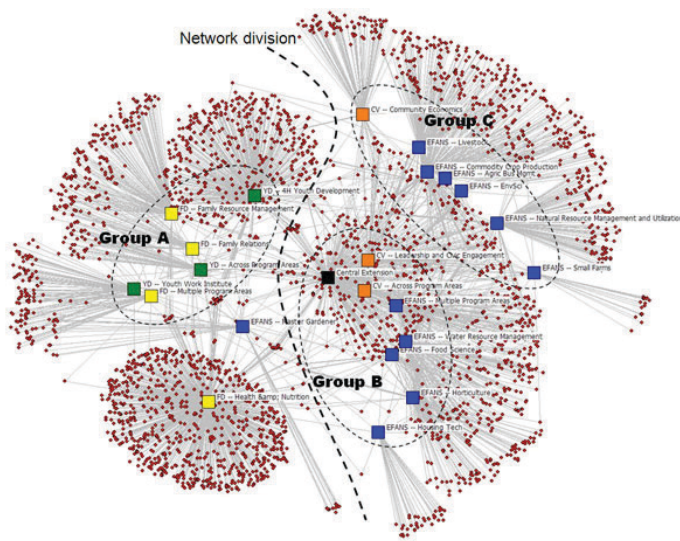 Network division
CV -- Community Economics
Group C
EFANS -- Livestock
EFANS -- Commodity Crop Production
EFANS -- Agric Bus Mgmt
EFANS -- EnvSci
YD -- 4H Youth Development
FD -- Family Resource Management
EFANS -- Natural Resource Management and Utilization
Group A
FD -- Family Relations
CV -- Leadership and Civic Engagement
YD -- Across Program Areas
Central Extension
EFANS -- Small Farms
YD -- Youth Work Institute
CV -- Across Program Areas
FD -- Multiple Program Areas
EFANS -- Multiple Program Areas
EFANS -- Master Gardener
EFANS -- Water Resource Management
EFANS -- Food Science
Group B
FD -- Health &amp; Nutrition
EFANS -- Horticulture
EFANS -- Housing Tech